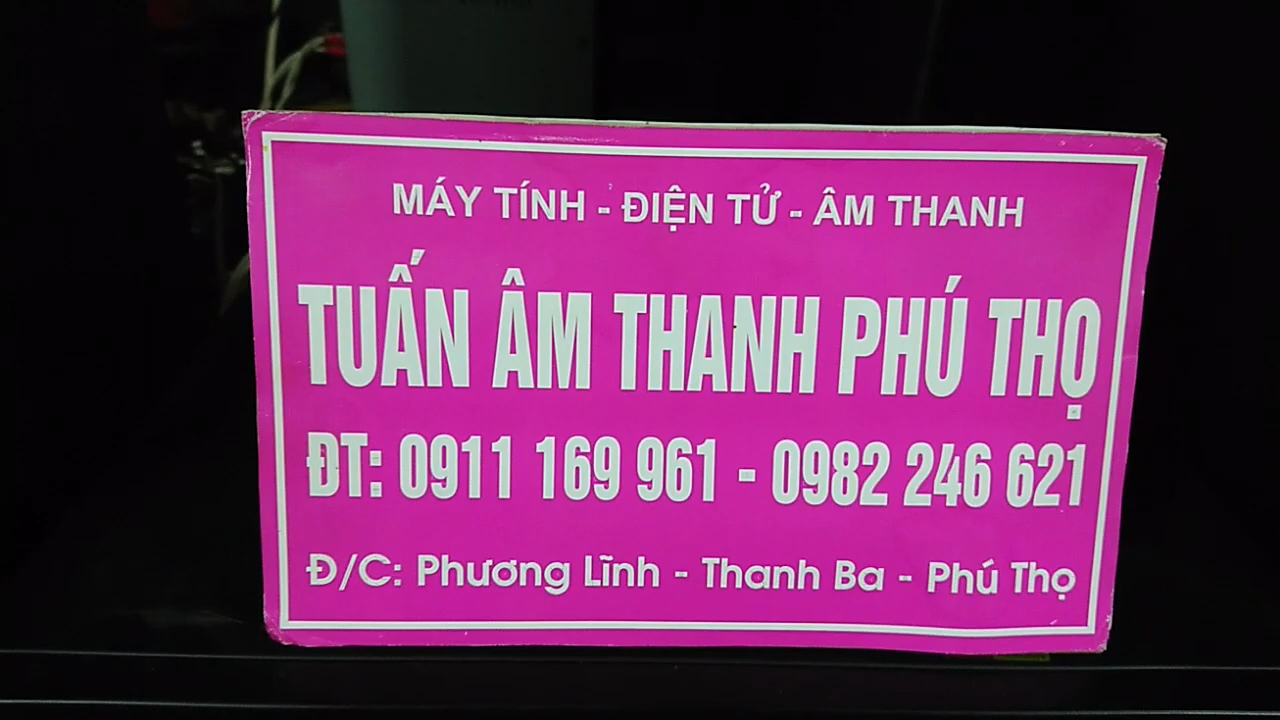 MÁY TÍNH - ĐIỆN TỬ - ÂM THANH
TUẤN ÂM THANH PHÚ THỌ
ĐT: 0911 169 961 - 0982 246 621
Đ/C: Phương Lĩnh - Thanh Ba - Phú Thọ